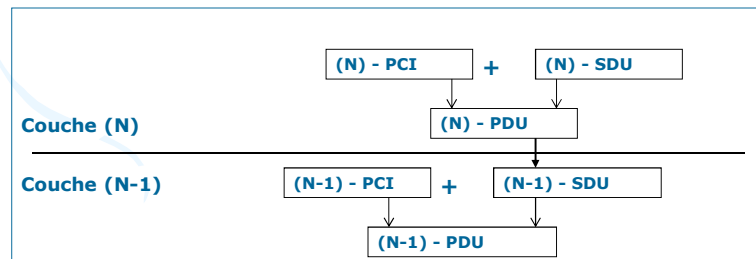 (N) - PCI + (N) - SDU
Couche (N) (N) - PDU
Couche (N-1) (N-1) - PCI + (N-1) - SDU
(N-1) - PDU